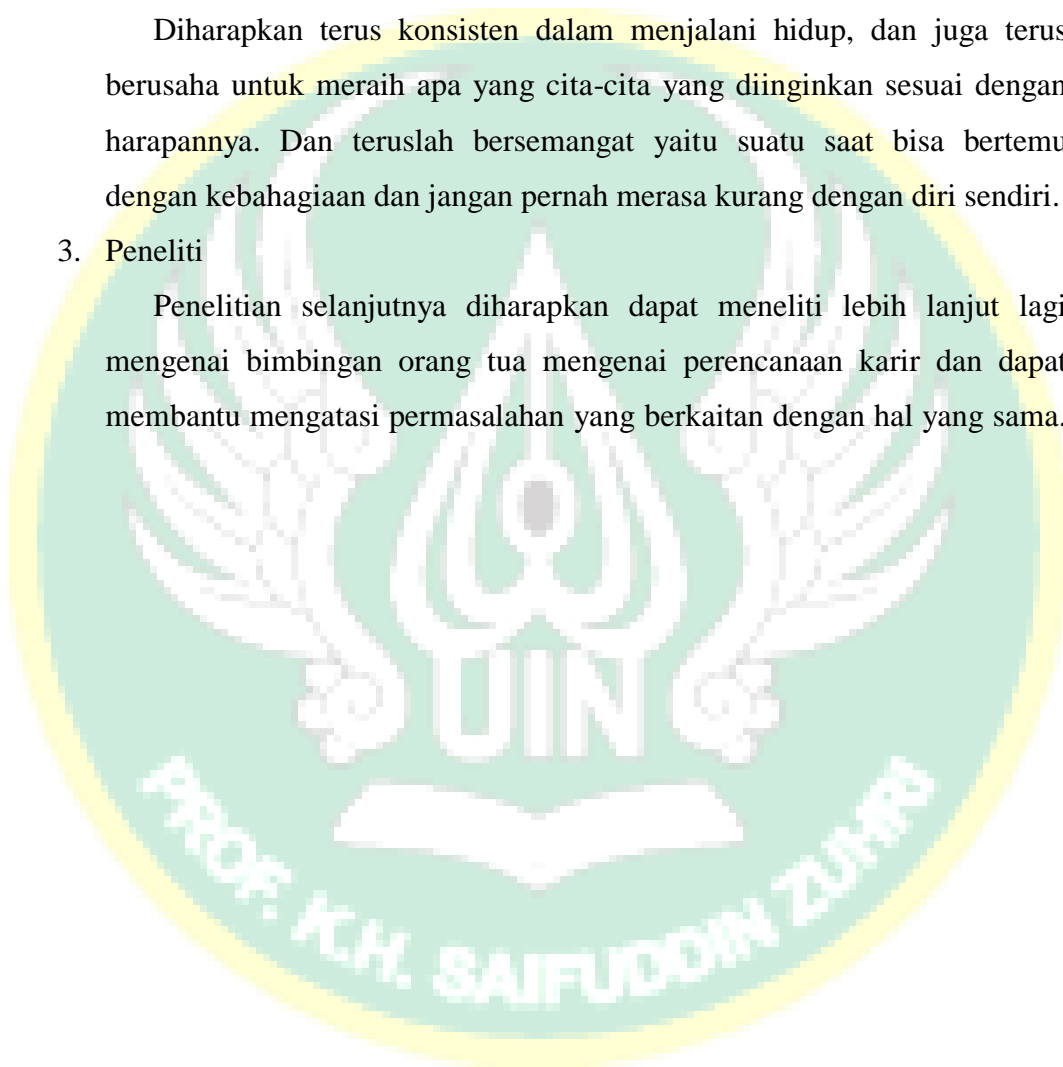 Diharapkan terus konsisten dalam menjalani hidup, dan juga terus
berusaha untuk meraih apa yang cita-cita yang diinginkan sesuai dengan
harapannya. Dan teruslah bersemangat yaitu suatu saat bisa bertemu
dengan kebahagiaan dan jangan pernah merasa kurang dengan diri sendiri.
3. Peneliti
Penelitian selanjutnya diharapkan dapat meneliti lebih lanjut lagi
mengenai bimbingan orang tua mengenai perencanaan karir dan dapat
membantu mengatasi permasalahan yang berkaitan dengan hal yang sama.
UIN
PROF. K.H. SAIFUDDIN ZUHRI